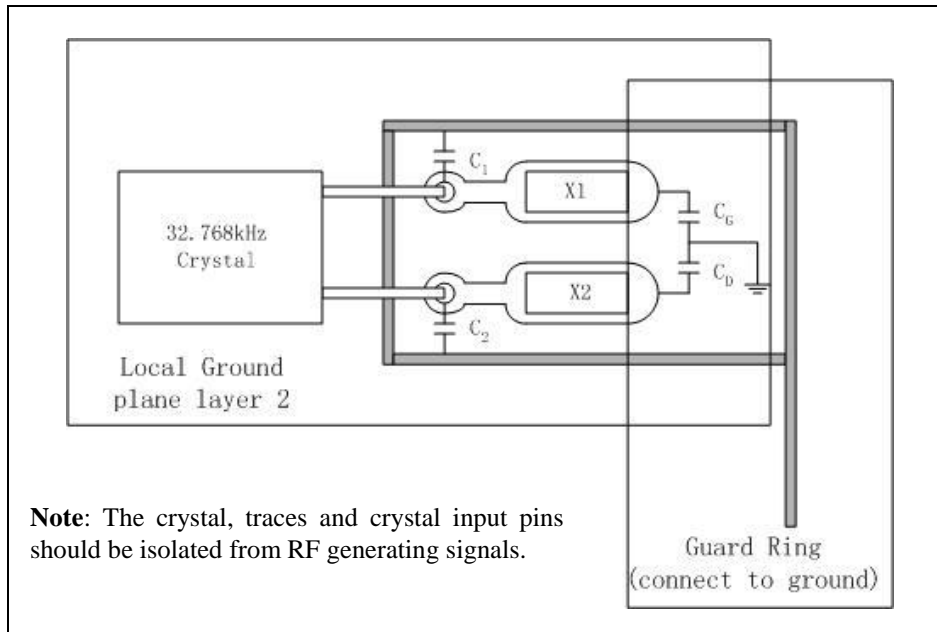 C1
X1
CG
32.768kHz
Crystal
CD
X2
C2
Local Ground
plane layer 2
Note: The crystal, traces and crystal input pins
should be isolated from RF generating signals.
Guard Ring
(connect to ground)